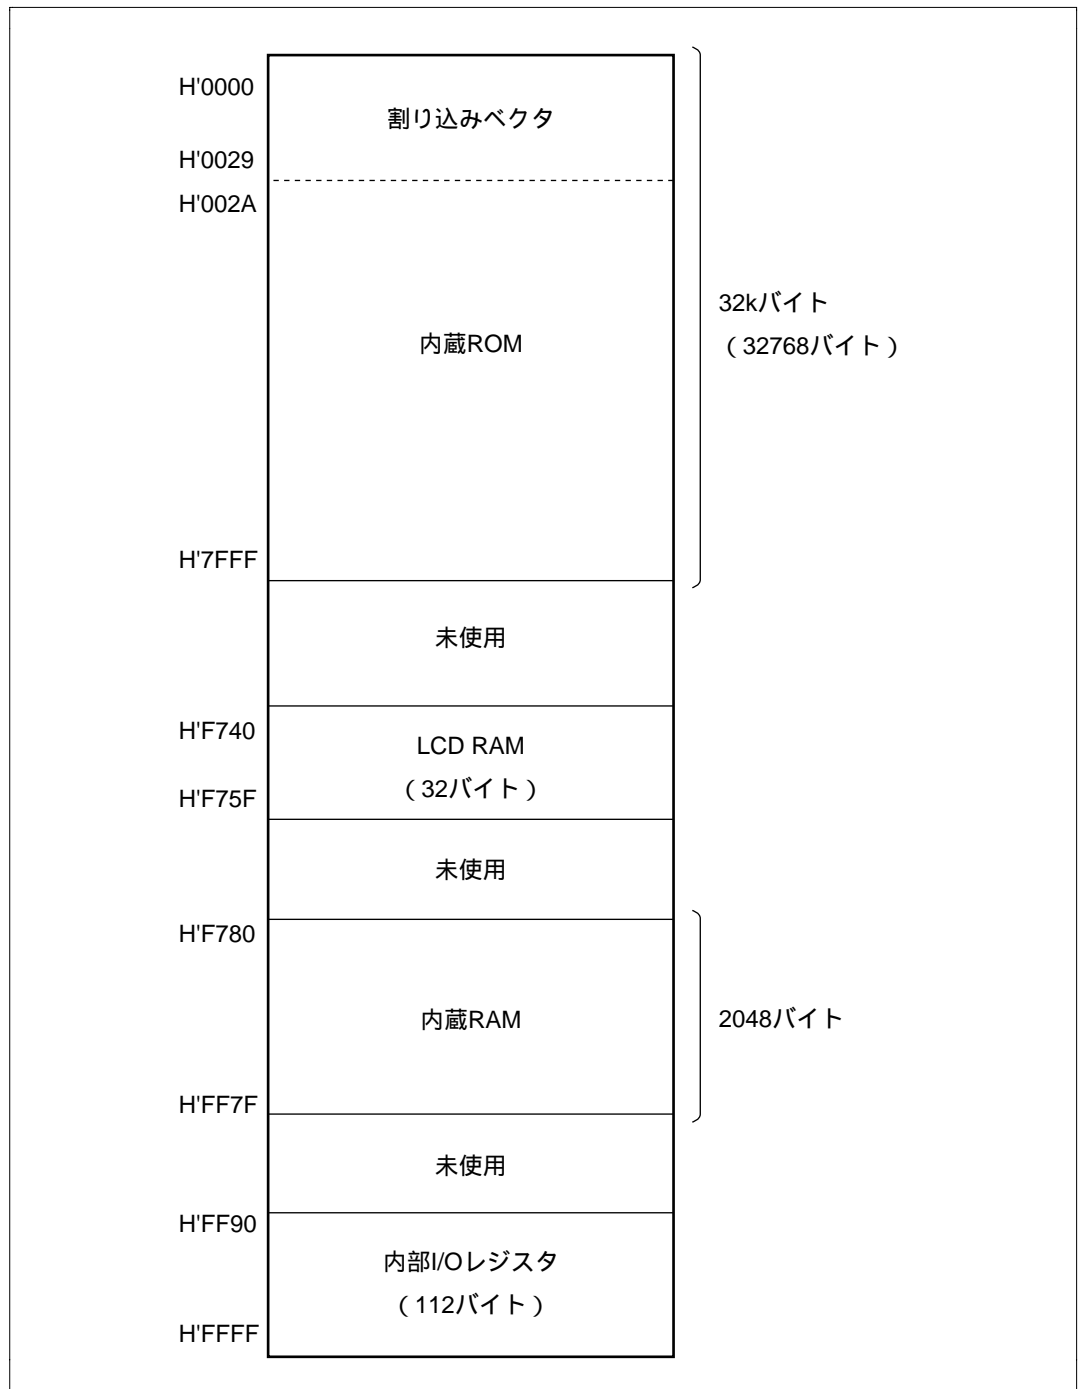 H'0000
割り込みベクタ
H'0029
H'002A
32kバイト
内蔵ROM
（32768バイト）
H'7FFF
未使用
H'F740
LCD RAM
（32バイト）
H'F75F
未使用
H'F780
内蔵RAM
2048バイト
H'FF7F
未使用
H'FF90
内部I/Oレジスタ
（112バイト）
H'FFFF